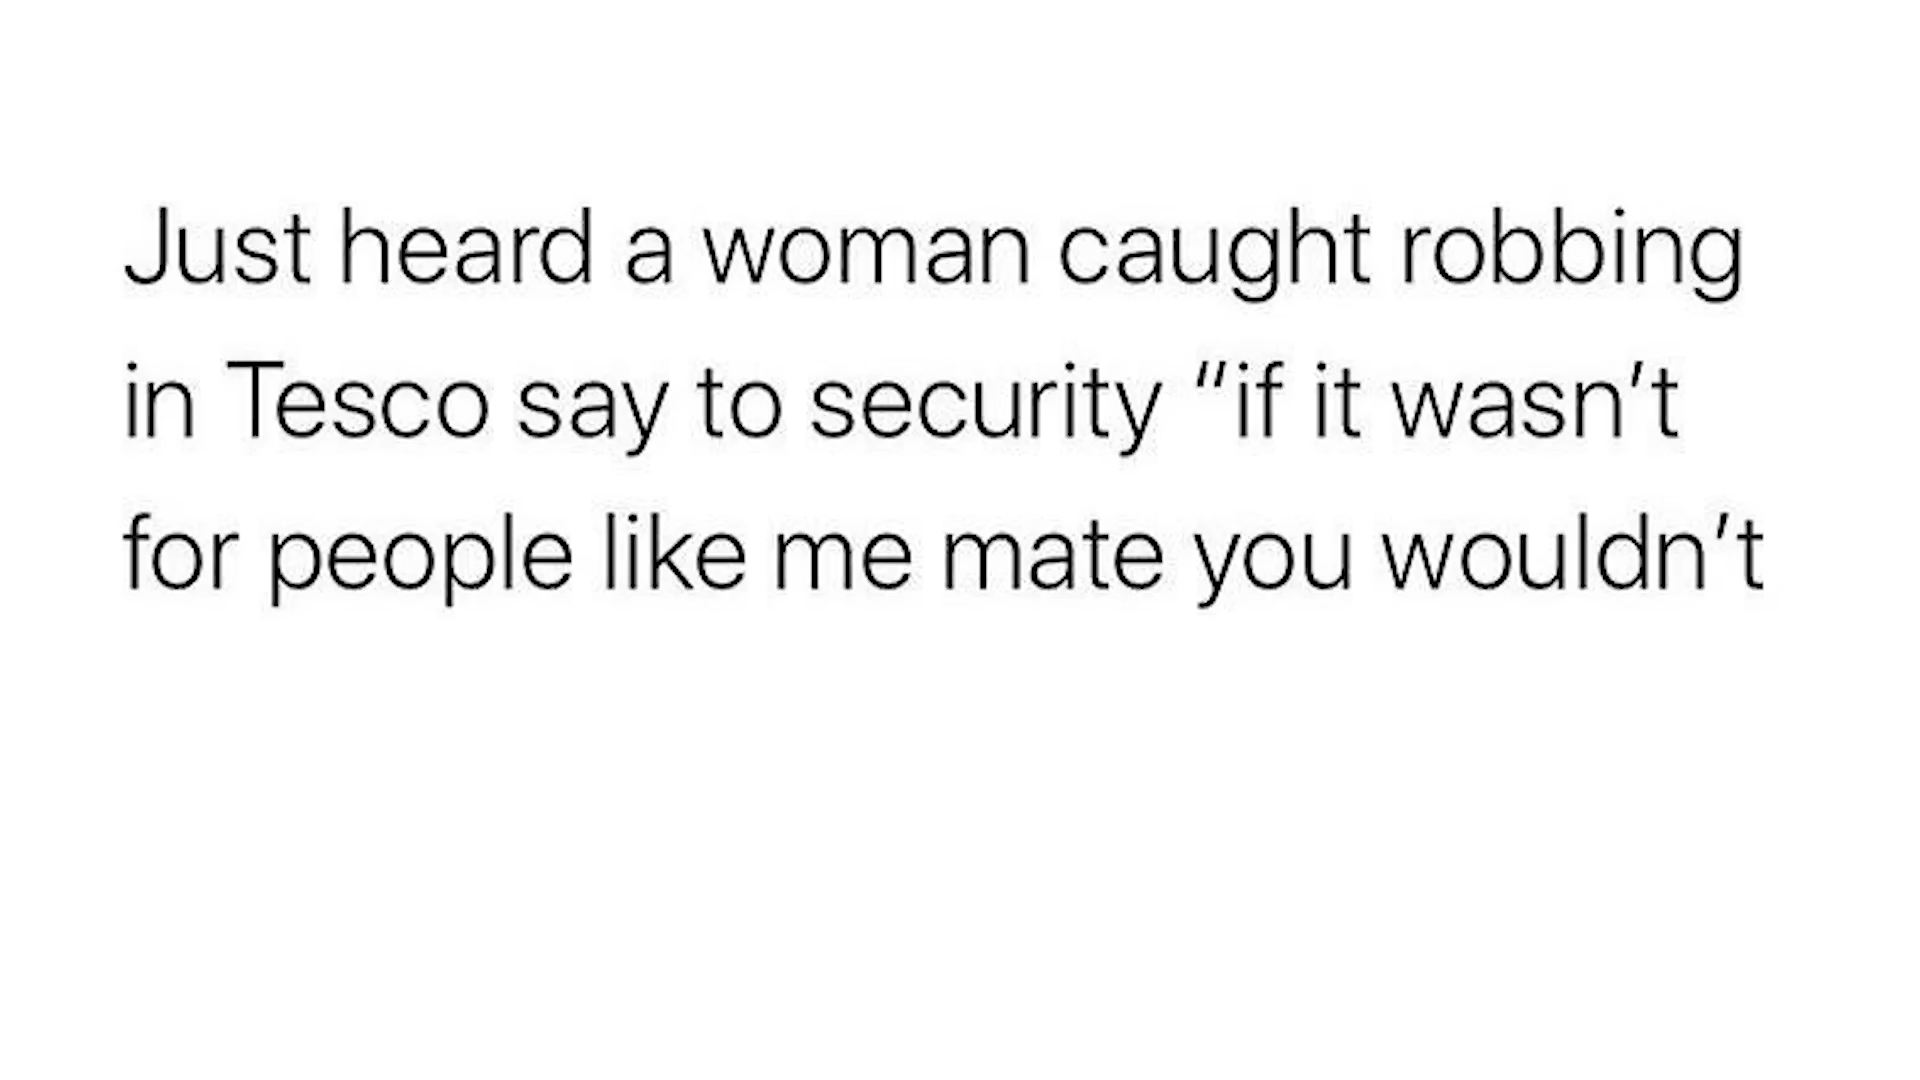 Just heard a woman caught robbing
in Tesco say to security “if it wasn’t
for people like me mate you wouldn’t